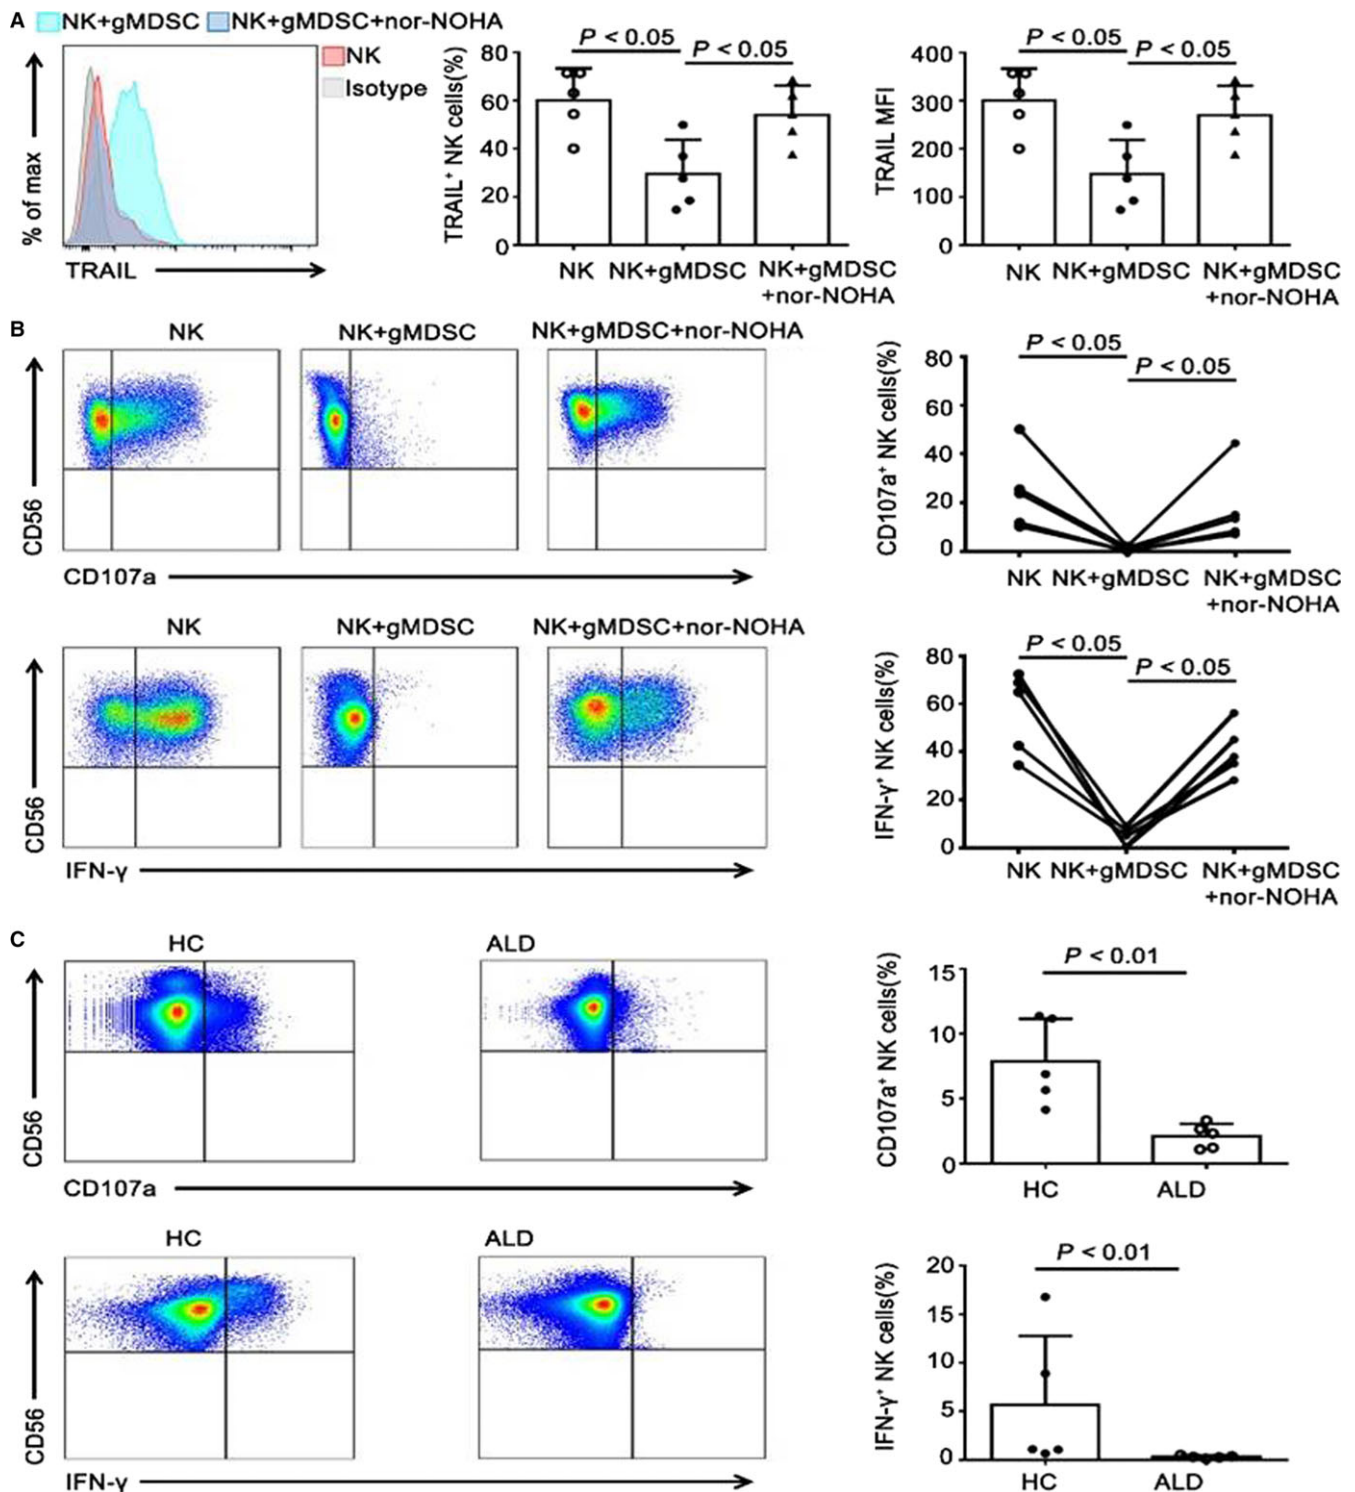 A
NK+gMDSC NK+gMDSC+nor-NOHA
NK
Isotype
% of max
TRAIL
TRAIL⁺ NK cells(%)
80
60
40
20
0
P < 0.05
P < 0.05
NK NK+gMDSC NK+gMDSC
+nor-NOHA
TRAIL MFI
400
300
200
100
0
P < 0.05
P < 0.05
NK NK+gMDSC NK+gMDSC
+nor-NOHA
B
NK NK+gMDSC NK+gMDSC+nor-NOHA
CD56
CD107a
CD107a⁺ NK cells(%)
80
60
40
20
0
P < 0.05
P < 0.05
NK NK+gMDSC NK+gMDSC
+nor-NOHA
NK NK+gMDSC NK+gMDSC+nor-NOHA
CD56
IFN-γ
IFN-γ⁺ NK cells(%)
80
60
40
20
0
P < 0.05
P < 0.05
NK NK+gMDSC NK+gMDSC
+nor-NOHA
C
HC ALD
CD56
CD107a
CD107a⁺ NK cells(%)
15
10
5
0
P < 0.01
HC ALD
HC ALD
CD56
IFN-γ
IFN-γ⁺ NK cells(%)
20
15
10
5
0
P < 0.01
HC ALD